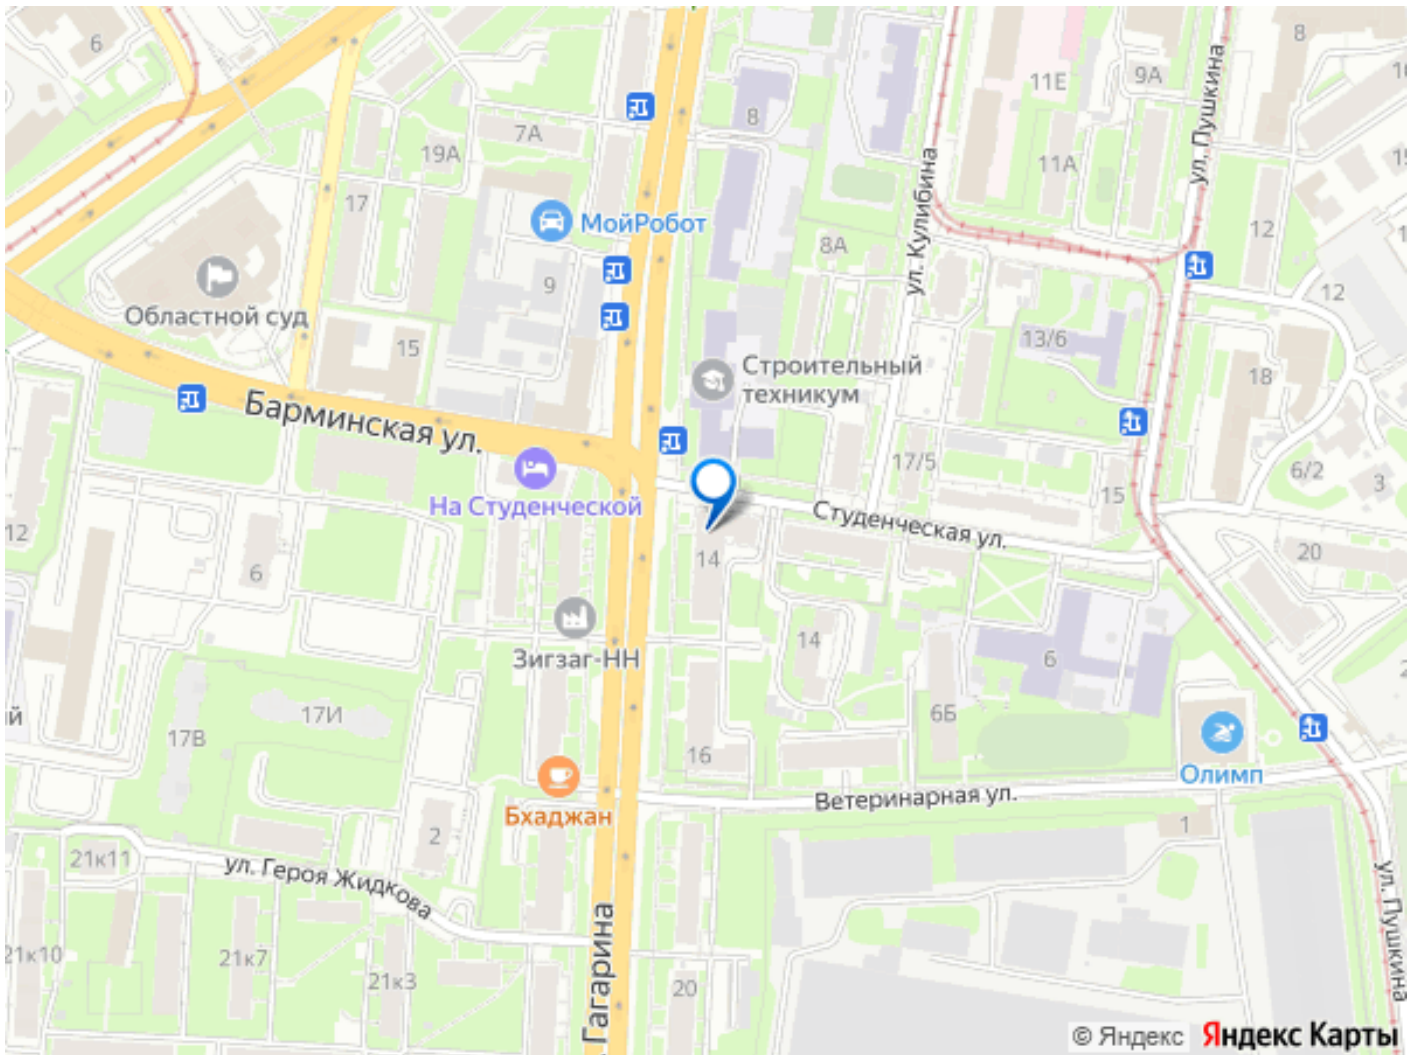 6
8
11Е
9А
8
ул. Пушкина
7А
19А
11А
17
МойРобот
ул. Кулибина
8А
12
9
12
Областной суд
15
13/6
Строительный
техникум
18
Барминская ул.
17/5
6/2
3
15
На Студенческой
Студенческая ул.
12
6
14
20
Зигзаг-НН
14
6
17И
6Б
17В
16
Олимп
Бхаджан
Ветеринарная ул.
1
2
21к11
ул. Героя Жидкова
ул. Пушкина
21к10
21к7
21к3
20
Гагарина
© Яндекс
Яндекс Карты